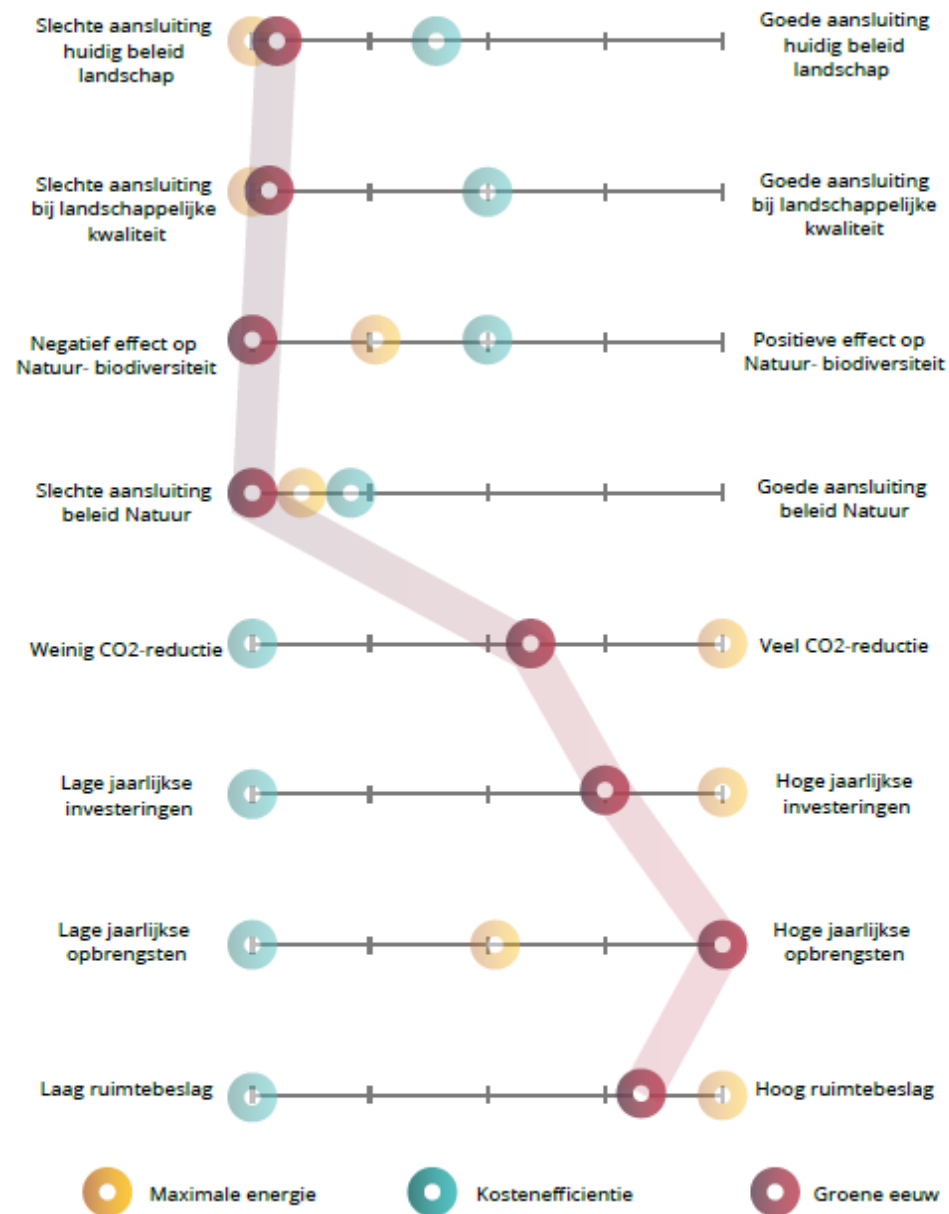 Slechte aansluiting
huidig beleid
landschap
Goede aansluiting
huidig beleid
landschap
Slechte aansluiting
bij landschappelijke
kwaliteit
Goede aansluiting
bij landschappelijke
kwaliteit
Negatief effect op
Natuur- biodiversiteit
Positieve effect op
Natuur- biodiversiteit
Slechte aansluiting
beleid Natuur
Goede aansluiting
beleid Natuur
Weinig CO2-reductie
Veel CO2-reductie
Lage jaarlijkse
investeringen
Hoge jaarlijkse
investeringen
Lage jaarlijkse
opbrengsten
Hoge jaarlijkse
opbrengsten
Laag ruimtebeslag
Hoog ruimtebeslag
Maximale energie
Kostenefficientie
Groene eeuw